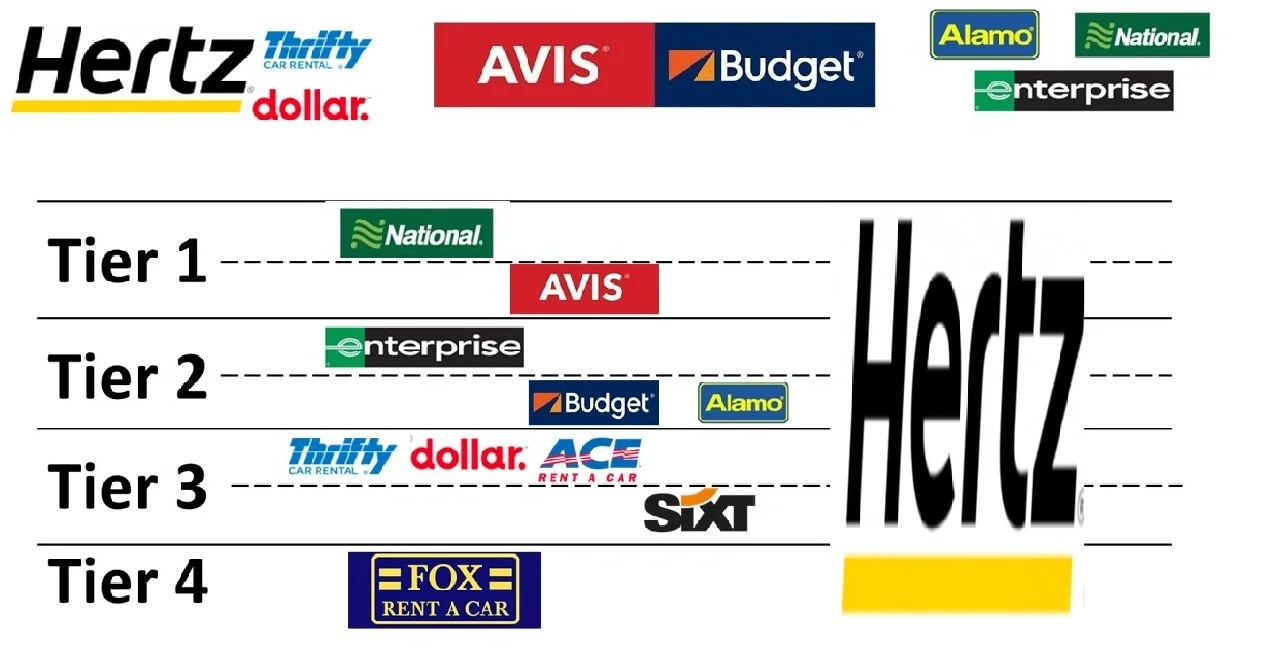 Hertz® Thrifty
CAR RENTAL ®
dollar.
AVIS® Budget®
Alamo® National.
enterprise
Tier 1
National.
AVIS®
Tier 2
enterprise
Budget® Alamo®
Tier 3
Thrifty
CAR RENTAL ®
dollar.
ACE
RENT A CAR
SiXT
Tier 4
FOX
RENT A CAR
Hertz®